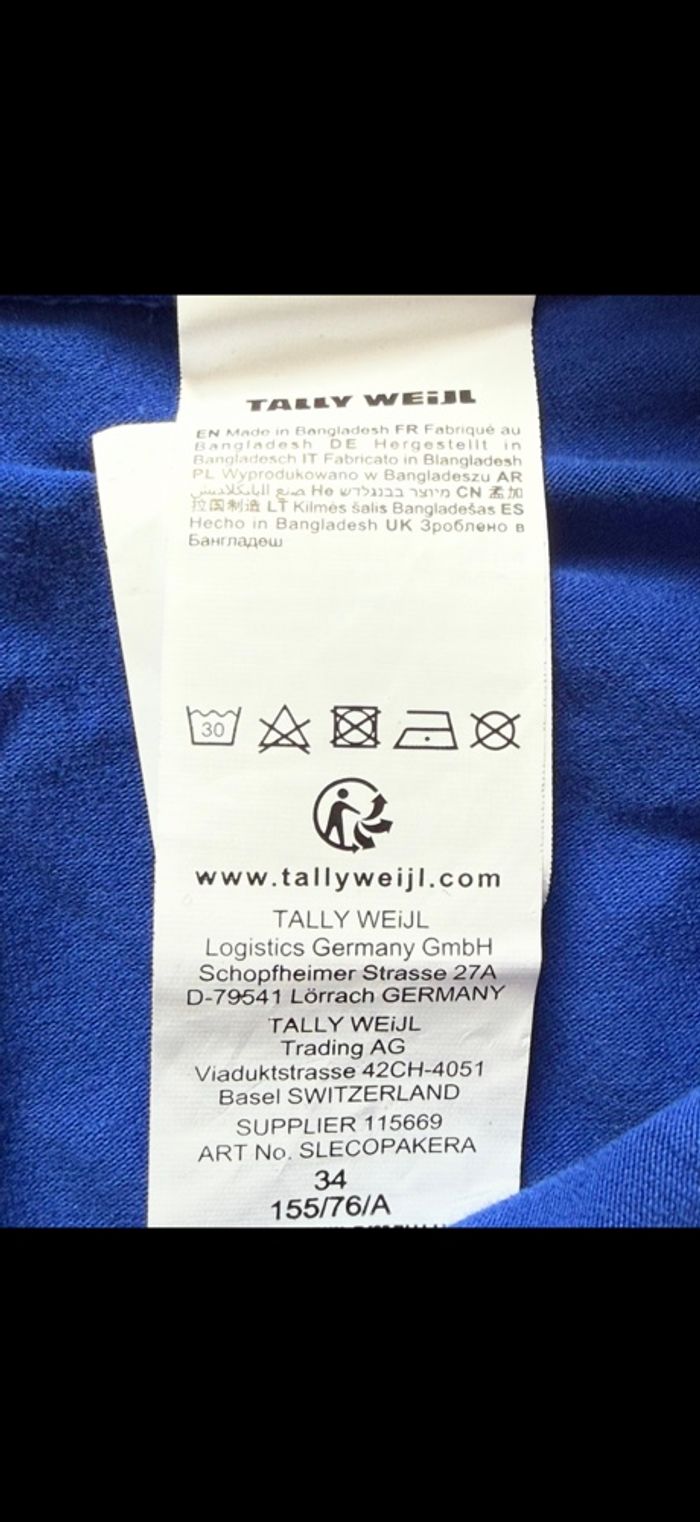 TALLY WEiJL
EN Made in Bangladesh FR Fabriqué au
Bangladesh DE Hergestellt in
Bangladesch IT Fabricato in Blangladesh
PL Wyprodukowano w Bangladeszu AR
صنع He מיוצר בבנגלדש CN 孟加
拉国制造 LT Kilmės šalis Bangladešas ES
Hecho in Bangladesh UK Зроблено в
Бангладеш
30
www.tallyweijl.com
TALLY WEiJL
Logistics Germany GmbH
Schopfheimer Strasse 27A
D-79541 Lörrach GERMANY
TALLY WEiJL
Trading AG
Viaduktstrasse 42CH-4051
Basel SWITZERLAND
SUPPLIER 115669
ART No. SLECOPAKERA
34
155/76/A